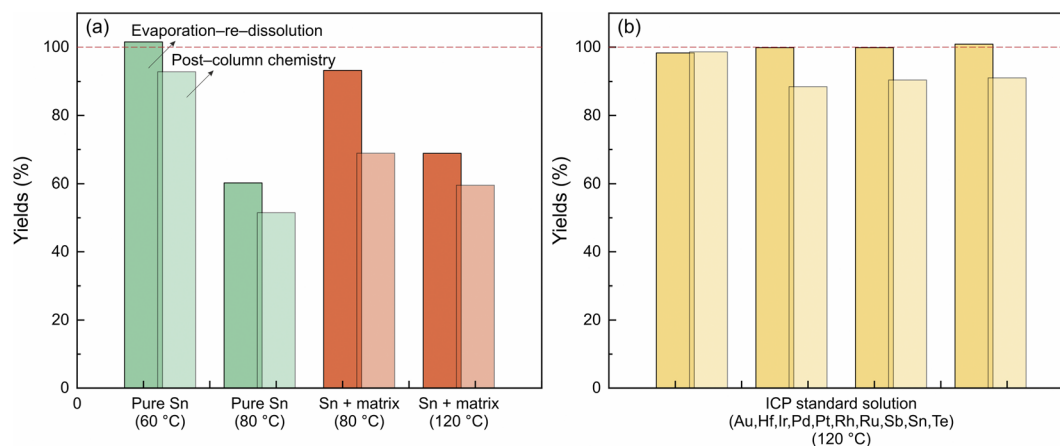 (a)
Evaporation–re–dissolution
Post–column chemistry
Yields (%)
100
80
60
40
20
0
0
Pure Sn
(60 °C)
Pure Sn
(80 °C)
Sn + matrix
(80 °C)
Sn + matrix
(120 °C)
(b)
Yields (%)
100
80
60
40
20
0
ICP standard solution
(Au,Hf,Ir,Pd,Pt,Rh,Ru,Sb,Sn,Te)
(120 °C)